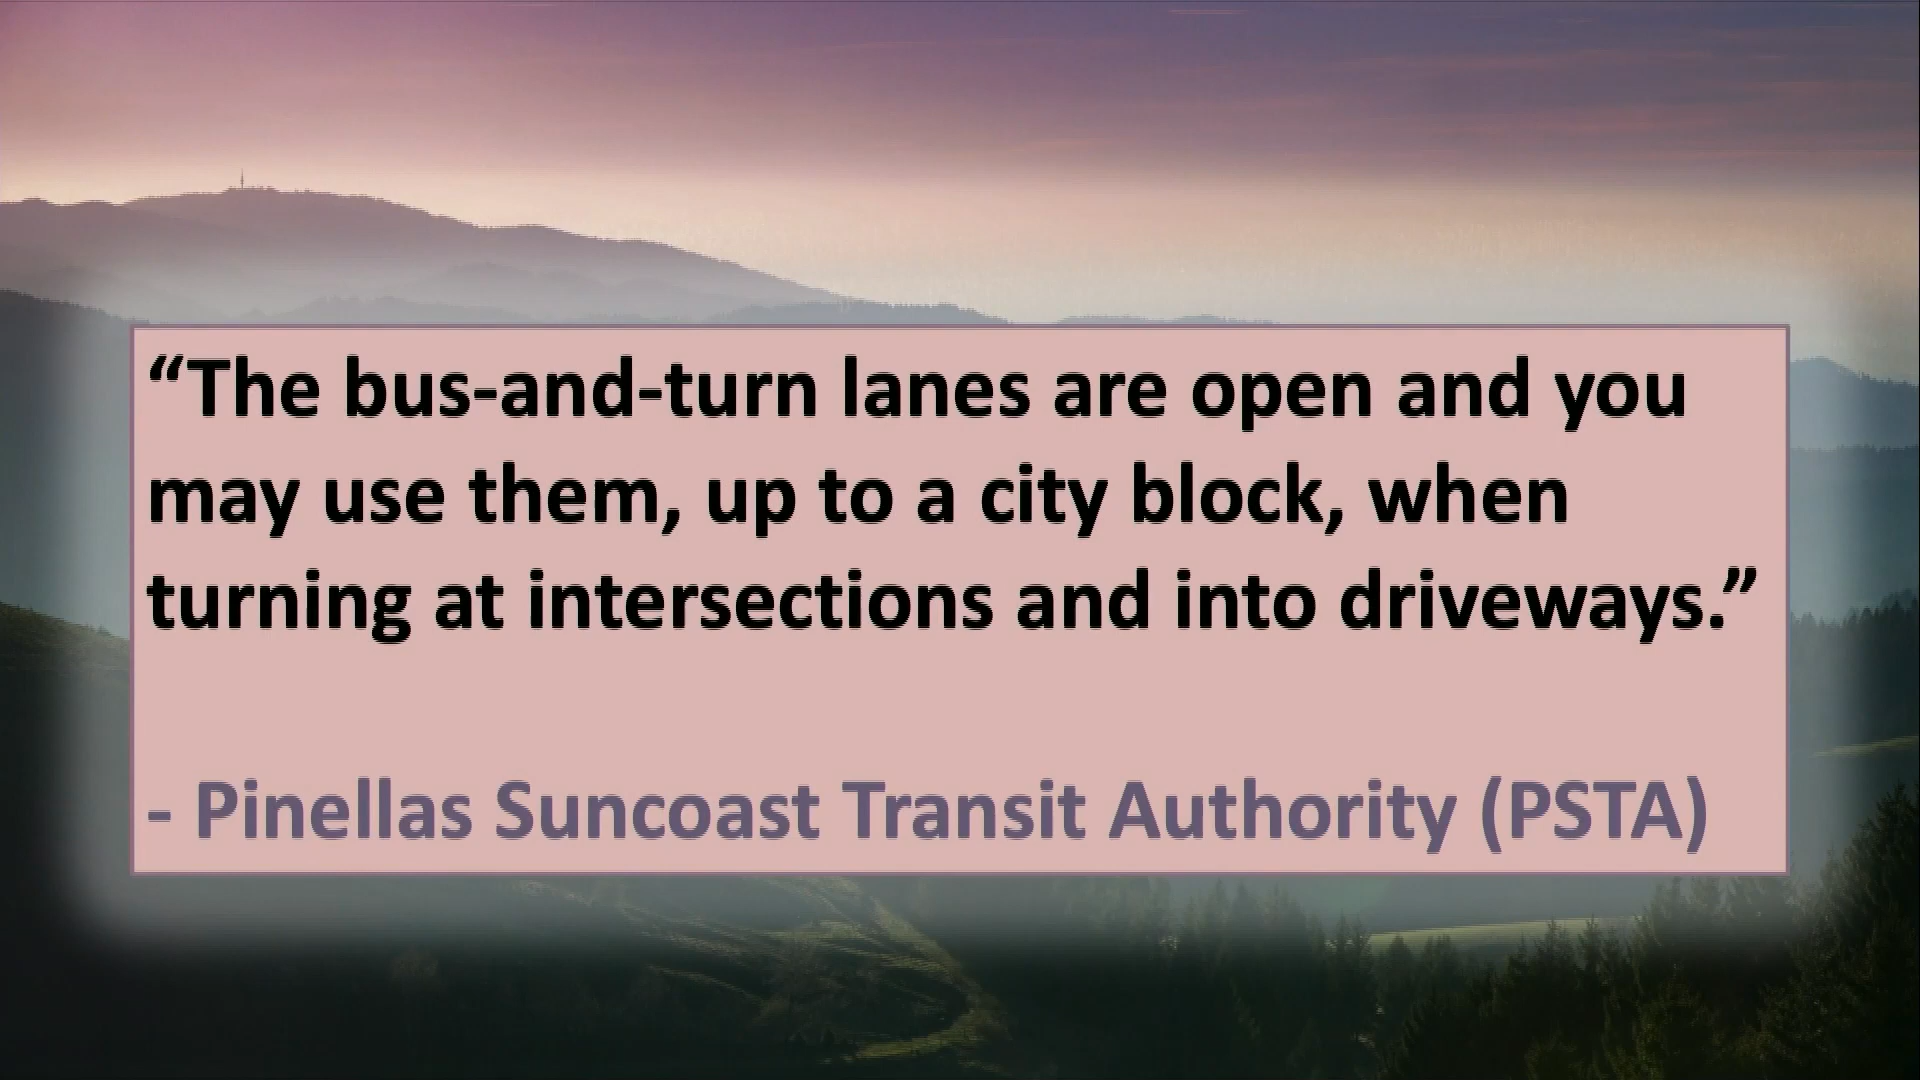 “The bus-and-turn lanes are open and you
may use them, up to a city block, when
turning at intersections and into driveways.”
- Pinellas Suncoast Transit Authority (PSTA)